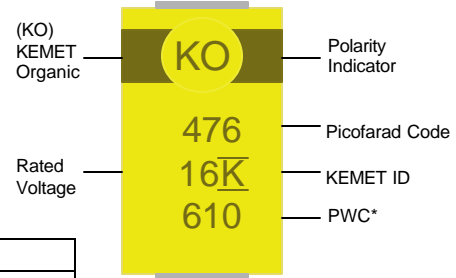 (KO)
KEMET
Organic
KO
Polarity
Indicator
476
Picofarad Code
Rated
Voltage
16K
KEMET ID
610
PWC*